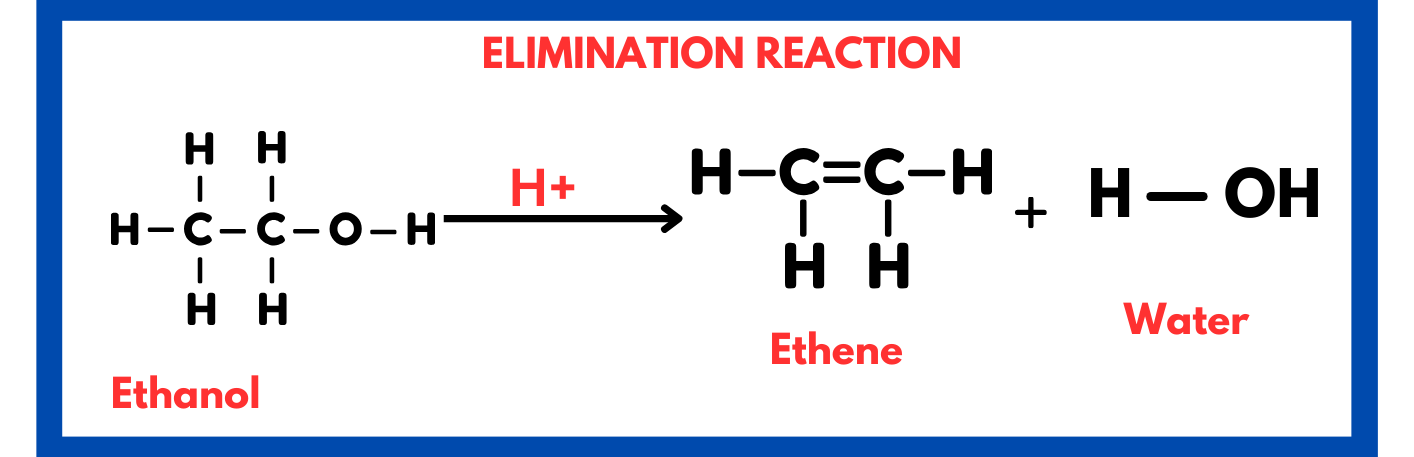 ELIMINATION REACTION
H H
H–C–C–O–H
H H
H+
H–C=C–H
H H
+
H — OH
Ethanol
Ethene
Water